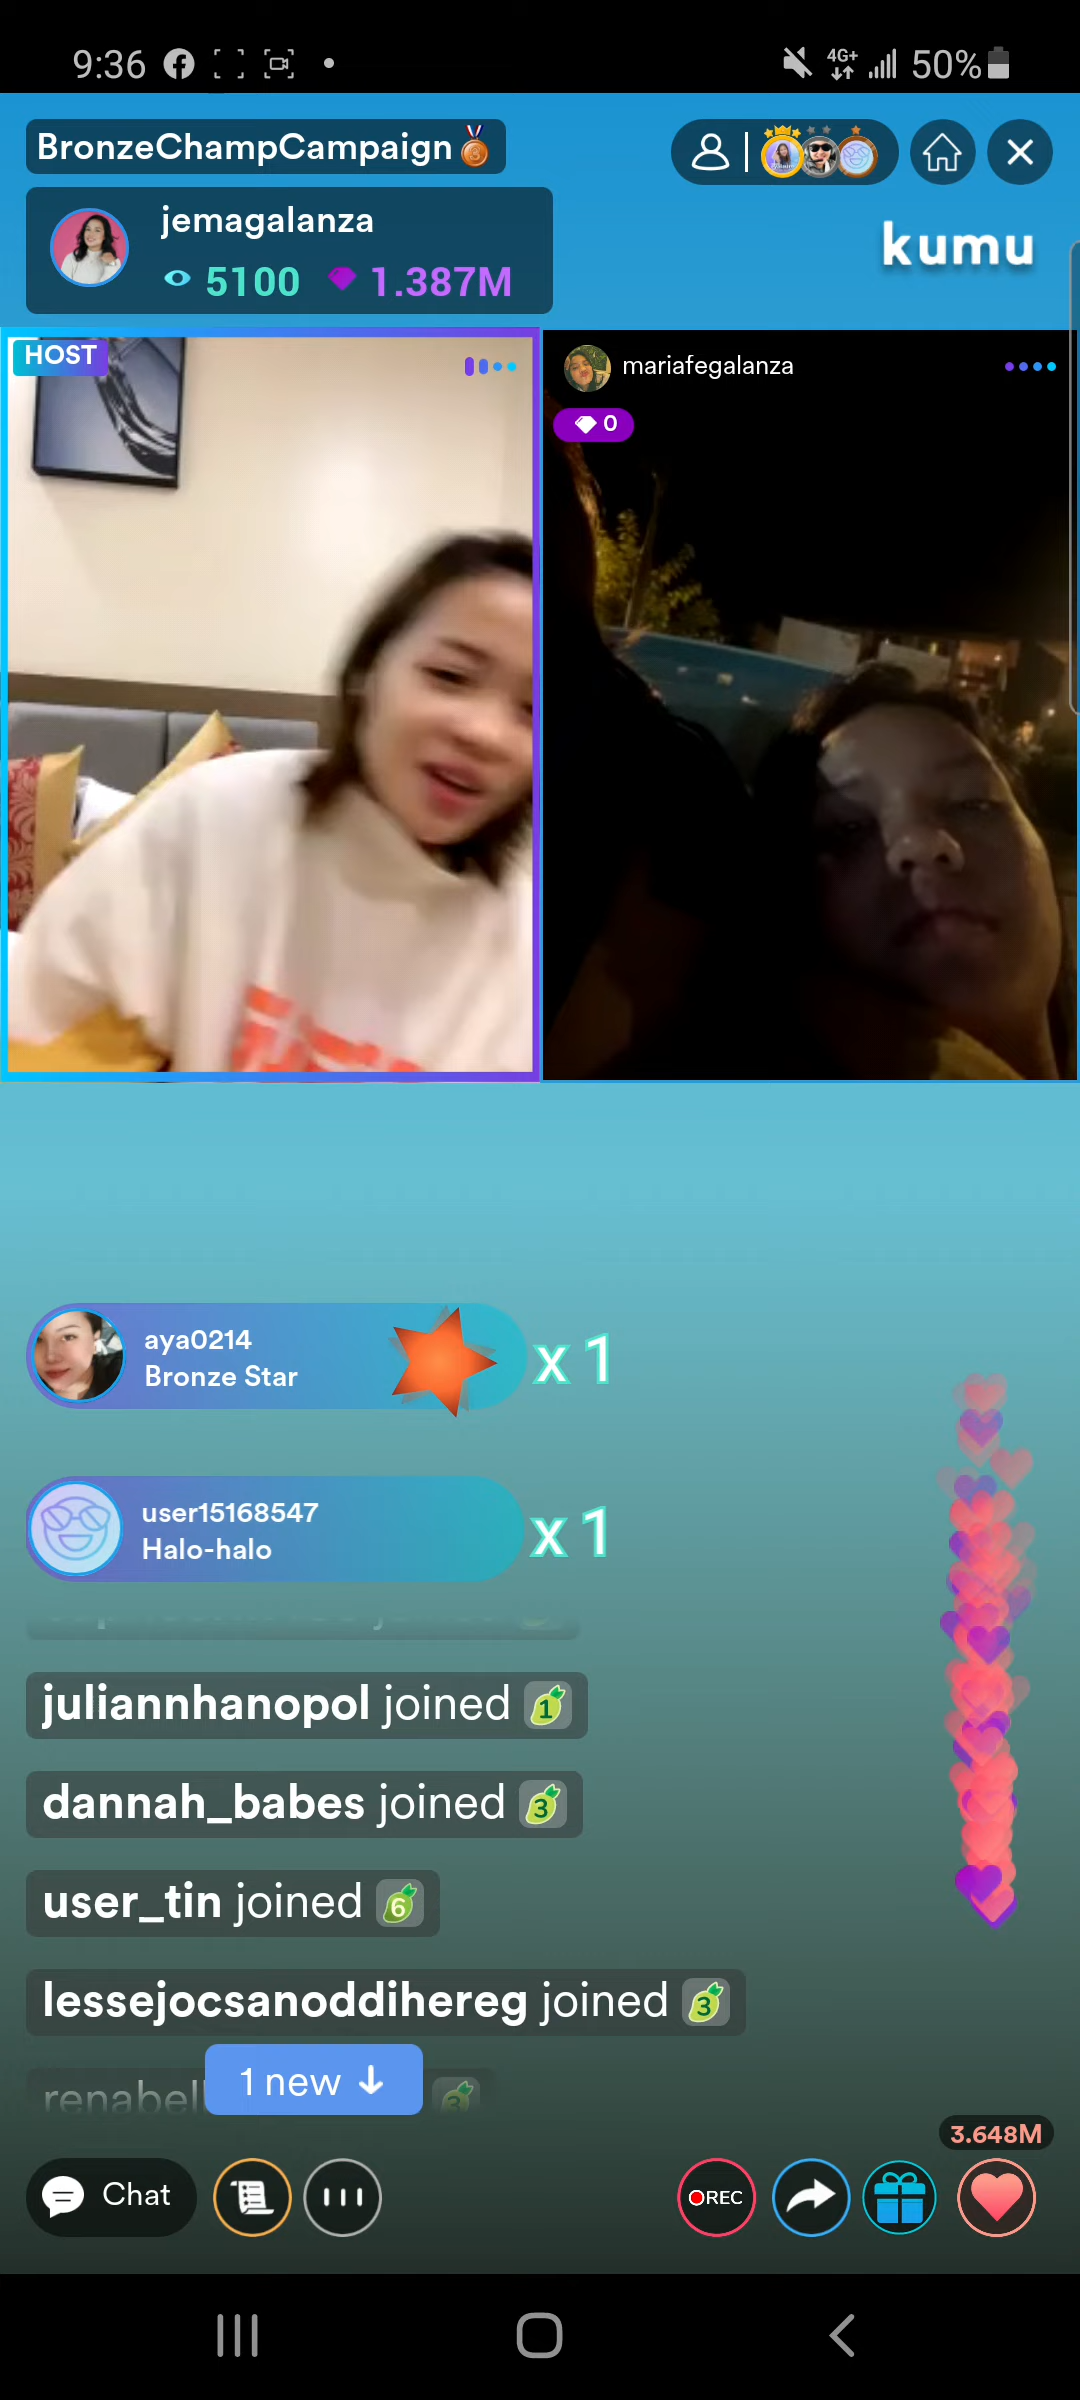 9:36
4G+
50%
BronzeChampCampaign
jemagalanza
5100 1.387M
kumu
HOST
mariafegalanza
0
aya0214
Bronze Star
x 1
user15168547
Halo-halo
x 1
juliannhanopol joined 1
dannah_babes joined 3
user_tin joined 6
lessejocsanoddihereg joined 3
1 new
3
3.648M
Chat
REC